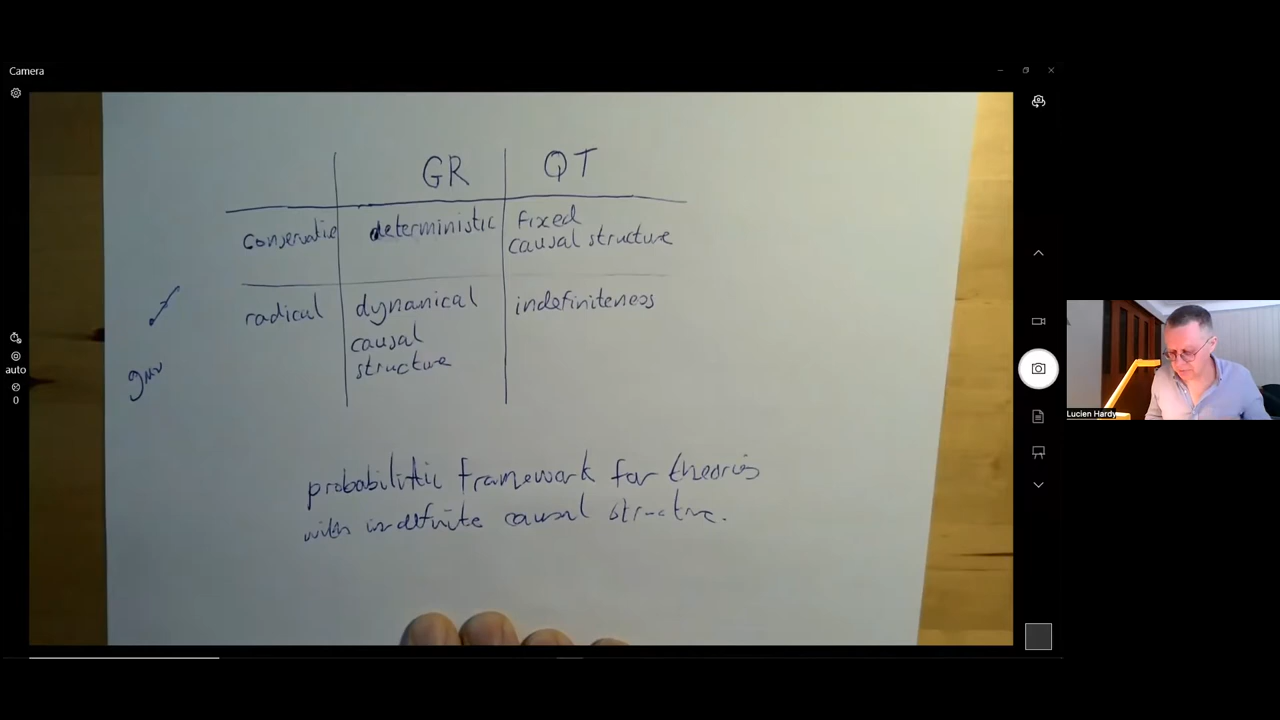 Camera
GR
QT
conservative
deterministic
fixed
causal structure
radical
dynamical
causal
structure
indefiniteness
gμν
auto
0
probabilistic framework for theories
with indefinite causal structure.
Lucien Hardy